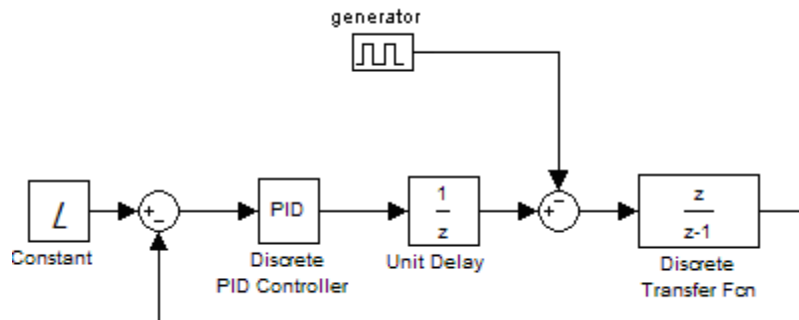 generator
L
Constant
+
−
PID
Discrete
PID Controller
1
z
Unit Delay
−
+
z
z-1
Discrete
Transfer Fcn